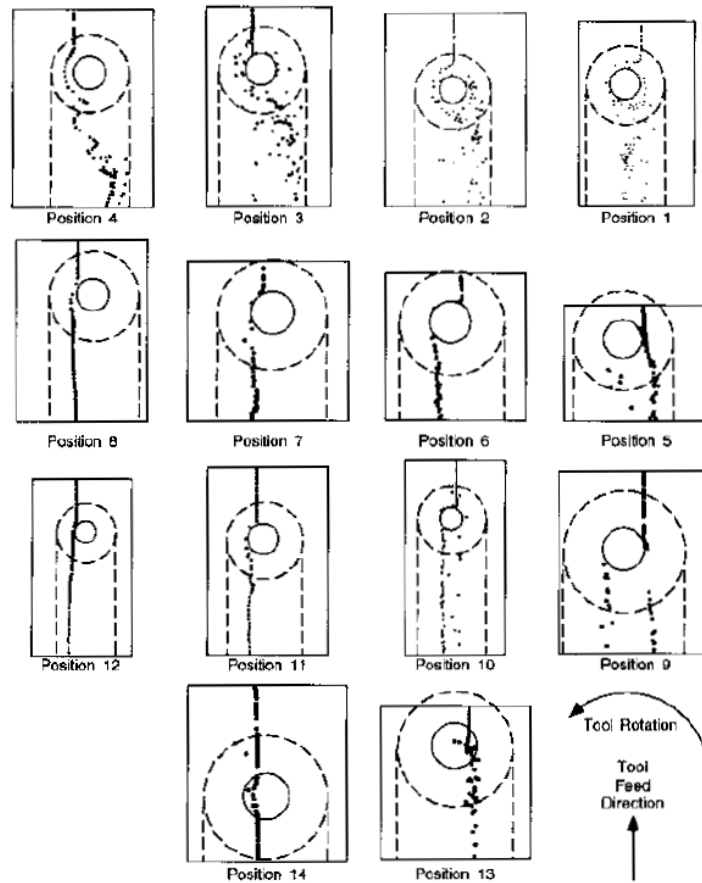 Position 4
Position 3
Position 2
Position 1
Position 8
Position 7
Position 6
Position 5
Position 12
Position 11
Position 10
Position 9
Position 14
Position 13
Tool Rotation
Tool
Feed
Direction